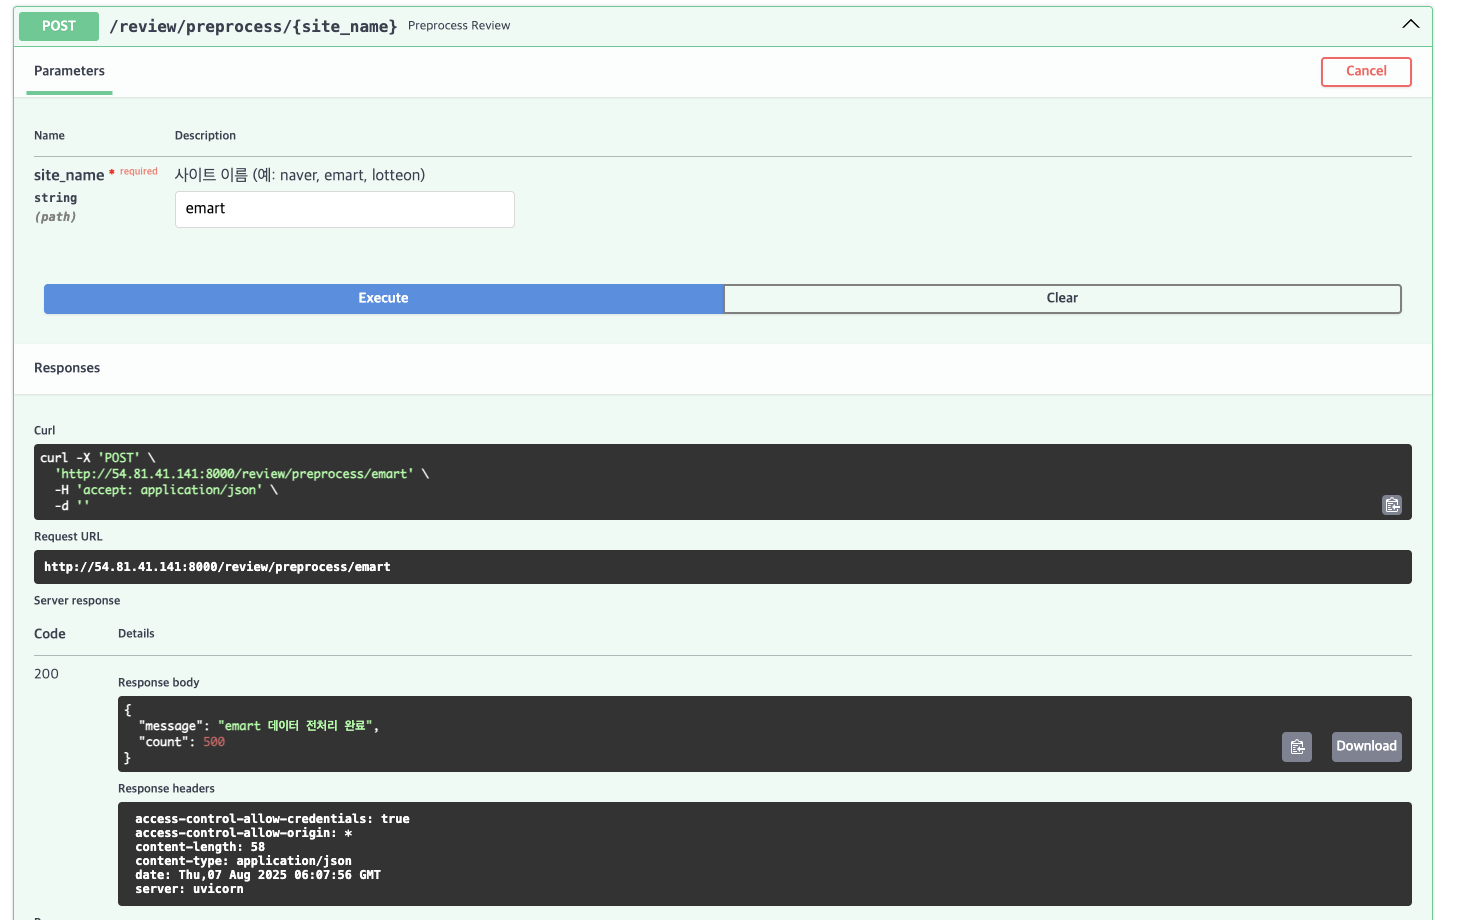 POST /review/preprocess/{site_name} Preprocess Review
Parameters
Cancel
Name Description
site_name * required
string
(path)
사이트 이름 (예: naver, emart, lotteon)
emart
Execute Clear
Responses
Curl
curl -X 'POST' \
'http://54.81.41.141:8000/review/preprocess/emart' \
-H 'accept: application/json' \
-d ''
Request URL
http://54.81.41.141:8000/review/preprocess/emart
Server response
Code Details
200
Response body
{
"message": "emart 데이터 전처리 완료",
"count": 500
}
Download
Response headers
access-control-allow-credentials: true
access-control-allow-origin: *
content-length: 58
content-type: application/json
date: Thu,07 Aug 2025 06:07:56 GMT
server: uvicorn